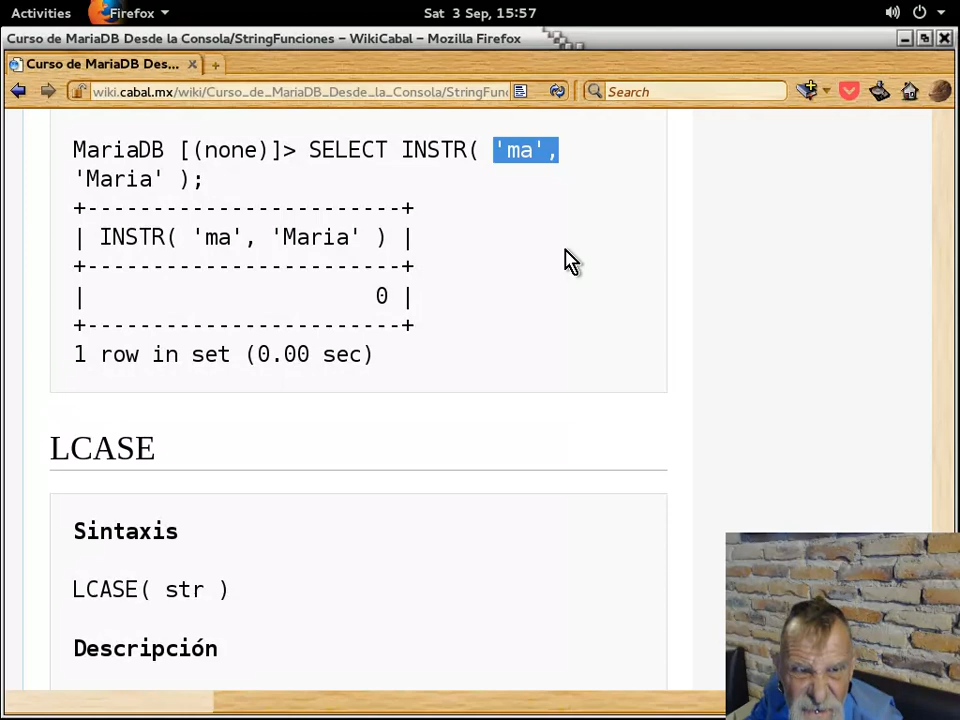 Activities Firefox Sat 3 Sep, 15:57
Curso de MariaDB Desde la Consola/StringFunciones − WikiCabal − Mozilla Firefox
Curso de MariaDB Des...
wiki.cabal.mx/wiki/Curso_de_MariaDB_Desde_la_Consola/StringFunc Search
MariaDB [(none)]> SELECT INSTR( 'ma',
'Maria' );
+------------------------+
| INSTR( 'ma', 'Maria' ) |
+------------------------+
| 0 |
+------------------------+
1 row in set (0.00 sec)
LCASE
Sintaxis
LCASE( str )
Descripción